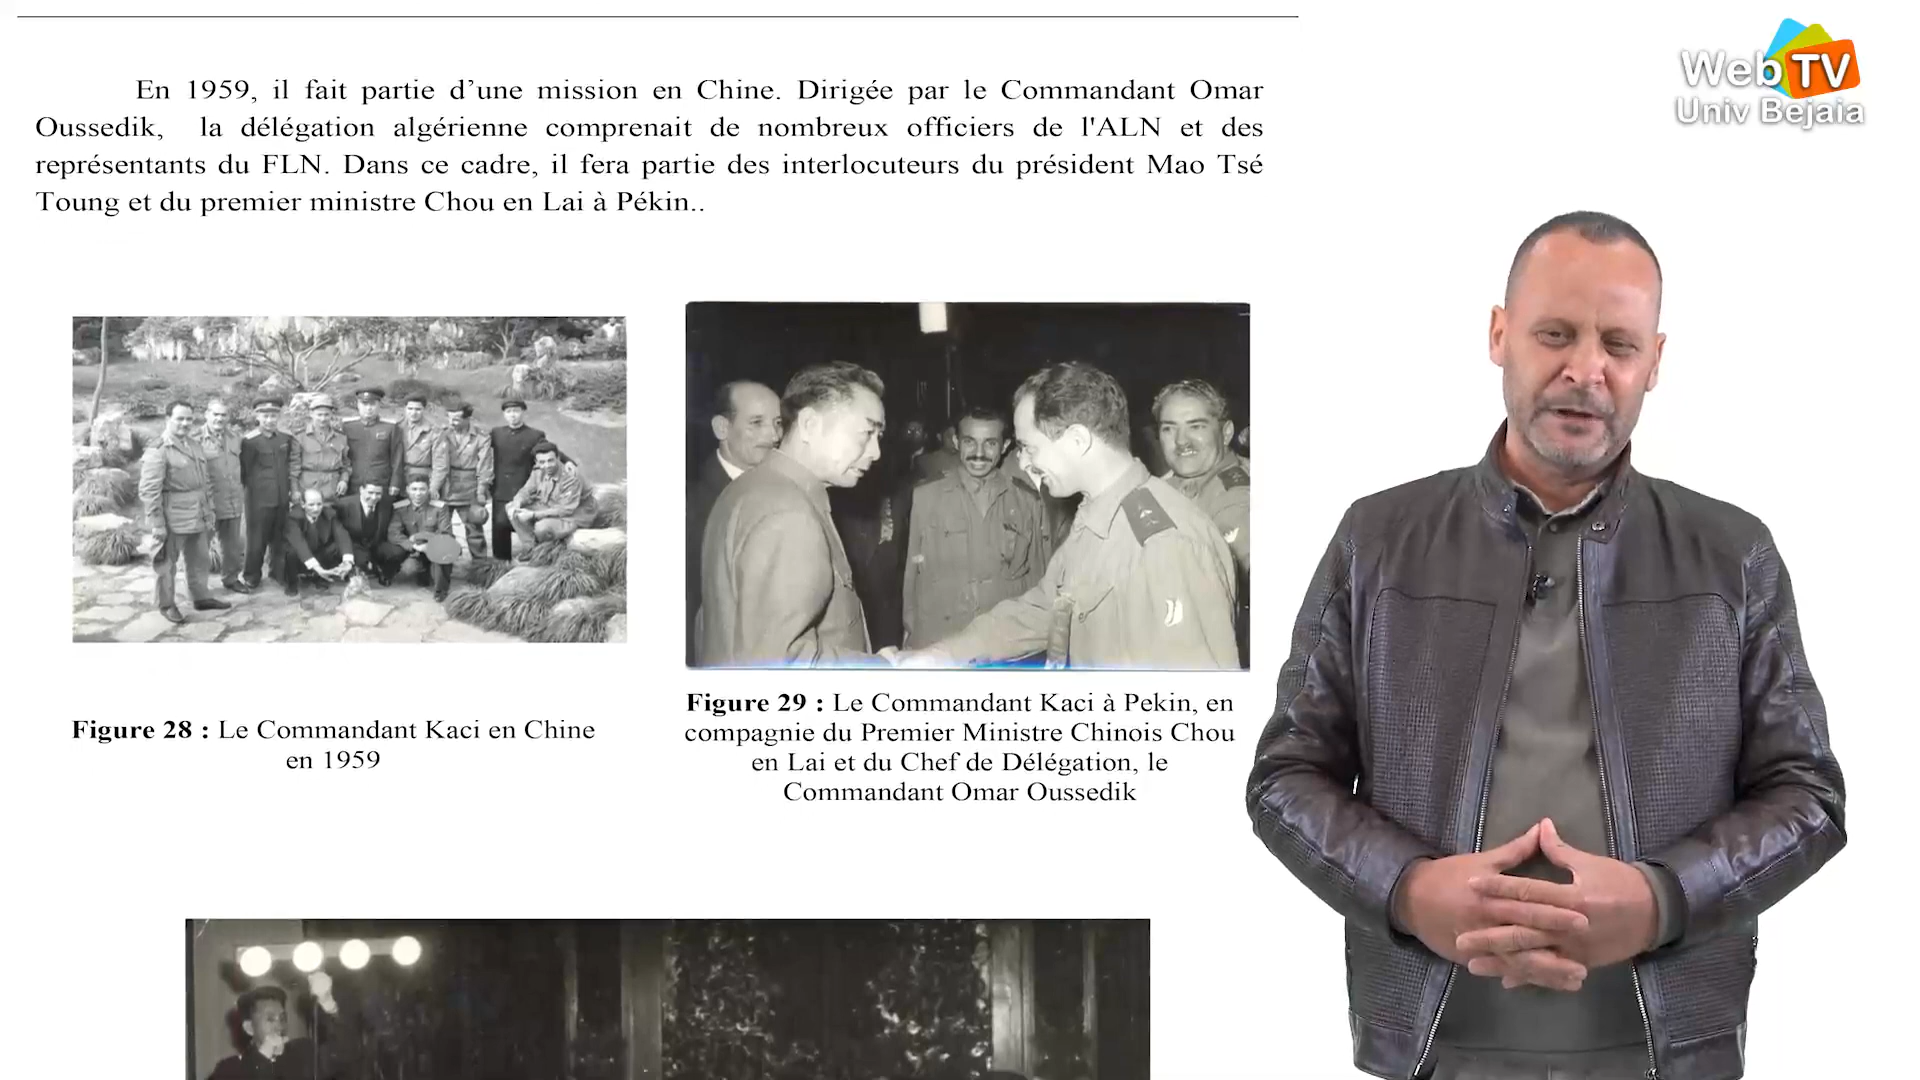 Web TV
Univ Bejaia
En 1959, il fait partie d’une mission en Chine. Dirigée par le Commandant Omar
Oussedik, la délégation algérienne comprenait de nombreux officiers de l'ALN et des
représentants du FLN. Dans ce cadre, il fera partie des interlocuteurs du président Mao Tsé
Toung et du premier ministre Chou en Lai à Pékin..
Figure 28 : Le Commandant Kaci en Chine
en 1959
Figure 29 : Le Commandant Kaci à Pekin, en
compagnie du Premier Ministre Chinois Chou
en Lai et du Chef de Délégation, le
Commandant Omar Oussedik